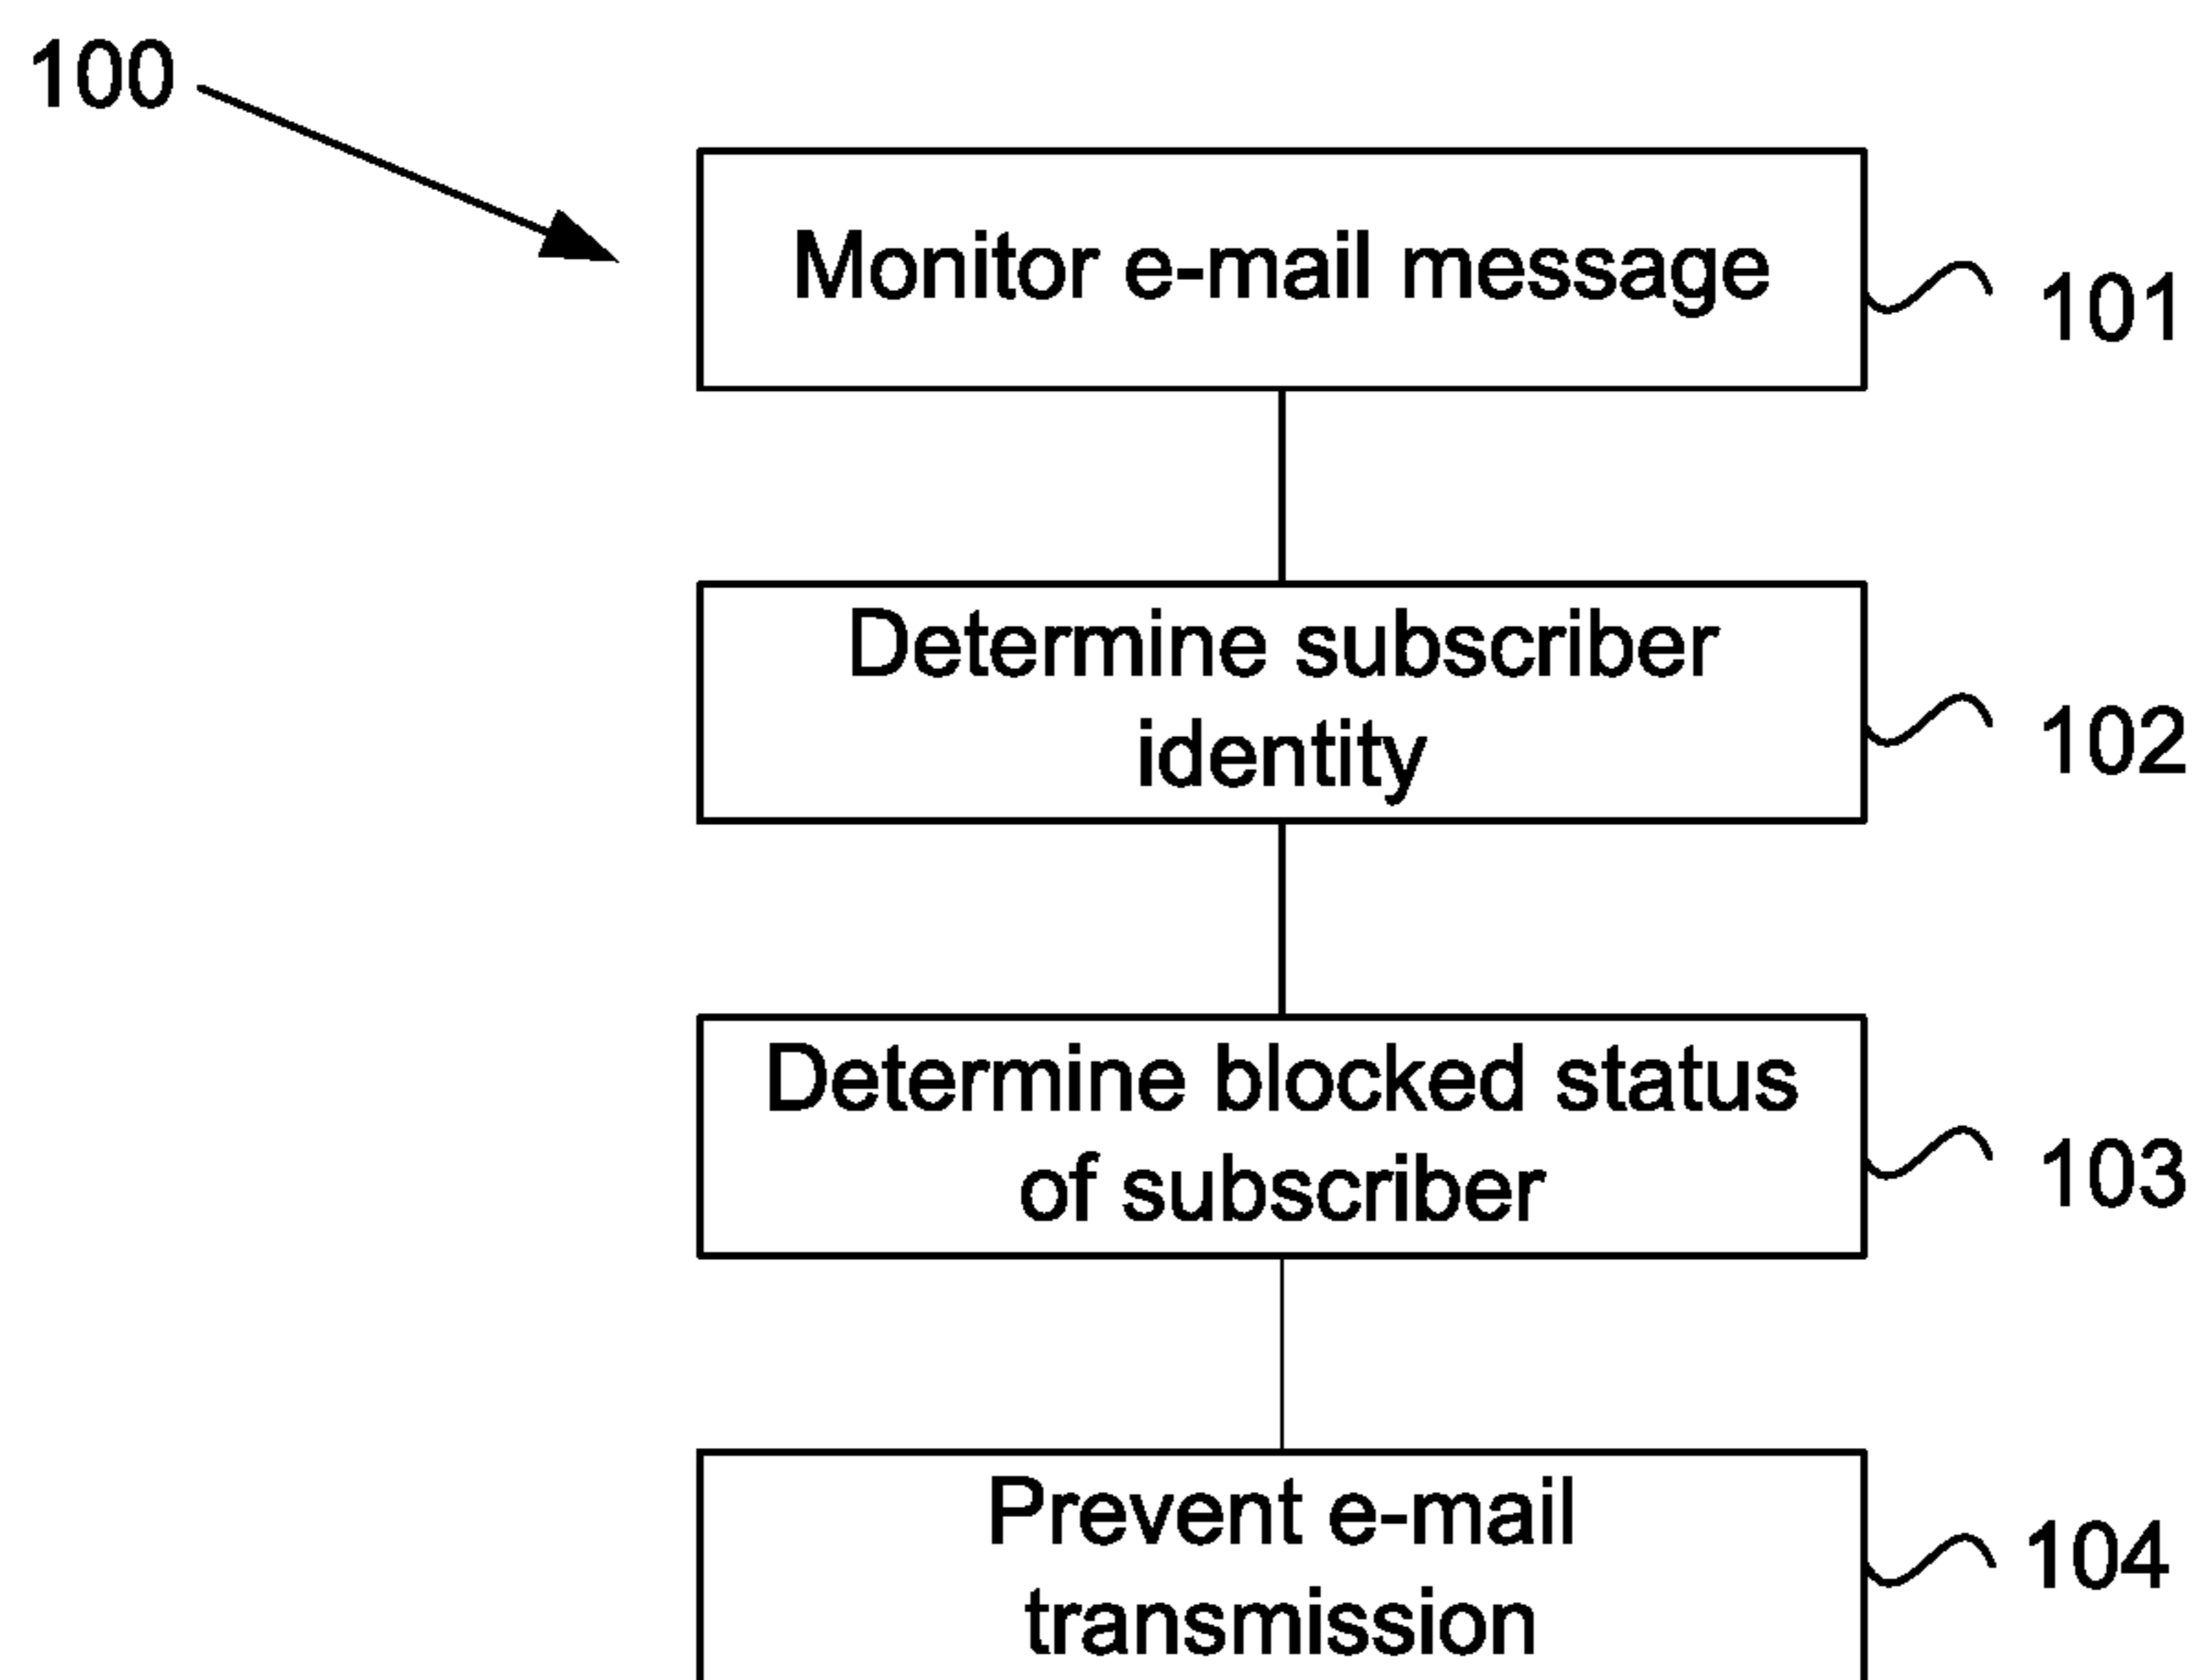 100
Monitor e-mail message
101
Determine subscriber
identity
102
Determine blocked status
of subscriber
103
Prevent e-mail
transmission
104